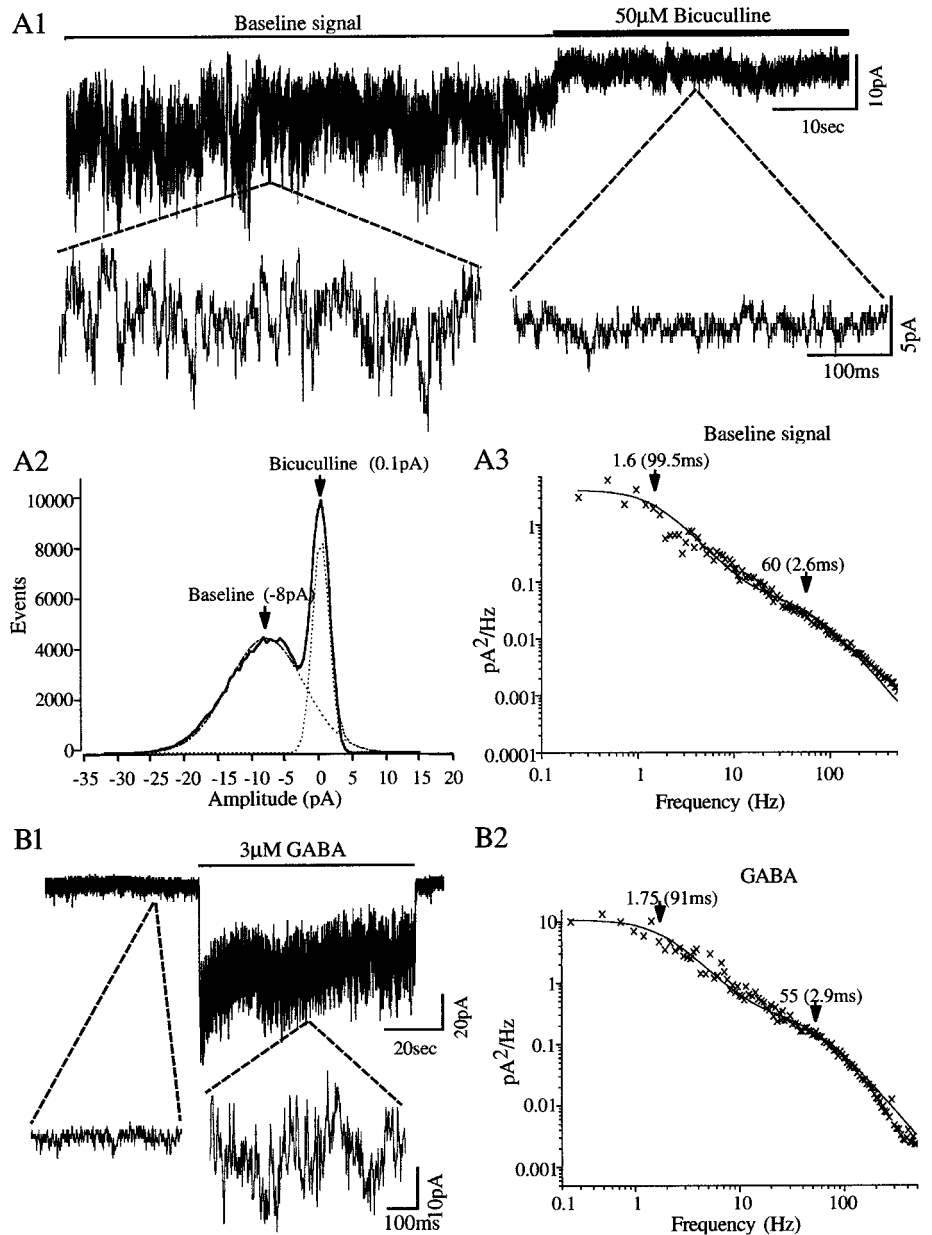 A1
Baseline signal
50µM Bicuculline
10pA
10sec
5pA
100ms
A2
Bicuculline (0.1pA)
Baseline (-8pA)
Events
10000
8000
6000
4000
2000
0
-35 -30 -25 -20 -15 -10 -5 0 5 10 15 20
Amplitude (pA)
A3
Baseline signal
1.6 (99.5ms)
60 (2.6ms)
pA²/Hz
1
0.1
0.01
0.001
0.0001
0.1 1 10 100
Frequency (Hz)
B1
3µM GABA
20pA
20sec
10pA
100ms
B2
GABA
1.75 (91ms)
55 (2.9ms)
pA²/Hz
10
1
0.1
0.01
0.001
0.1 1 10 100
Frequency (Hz)